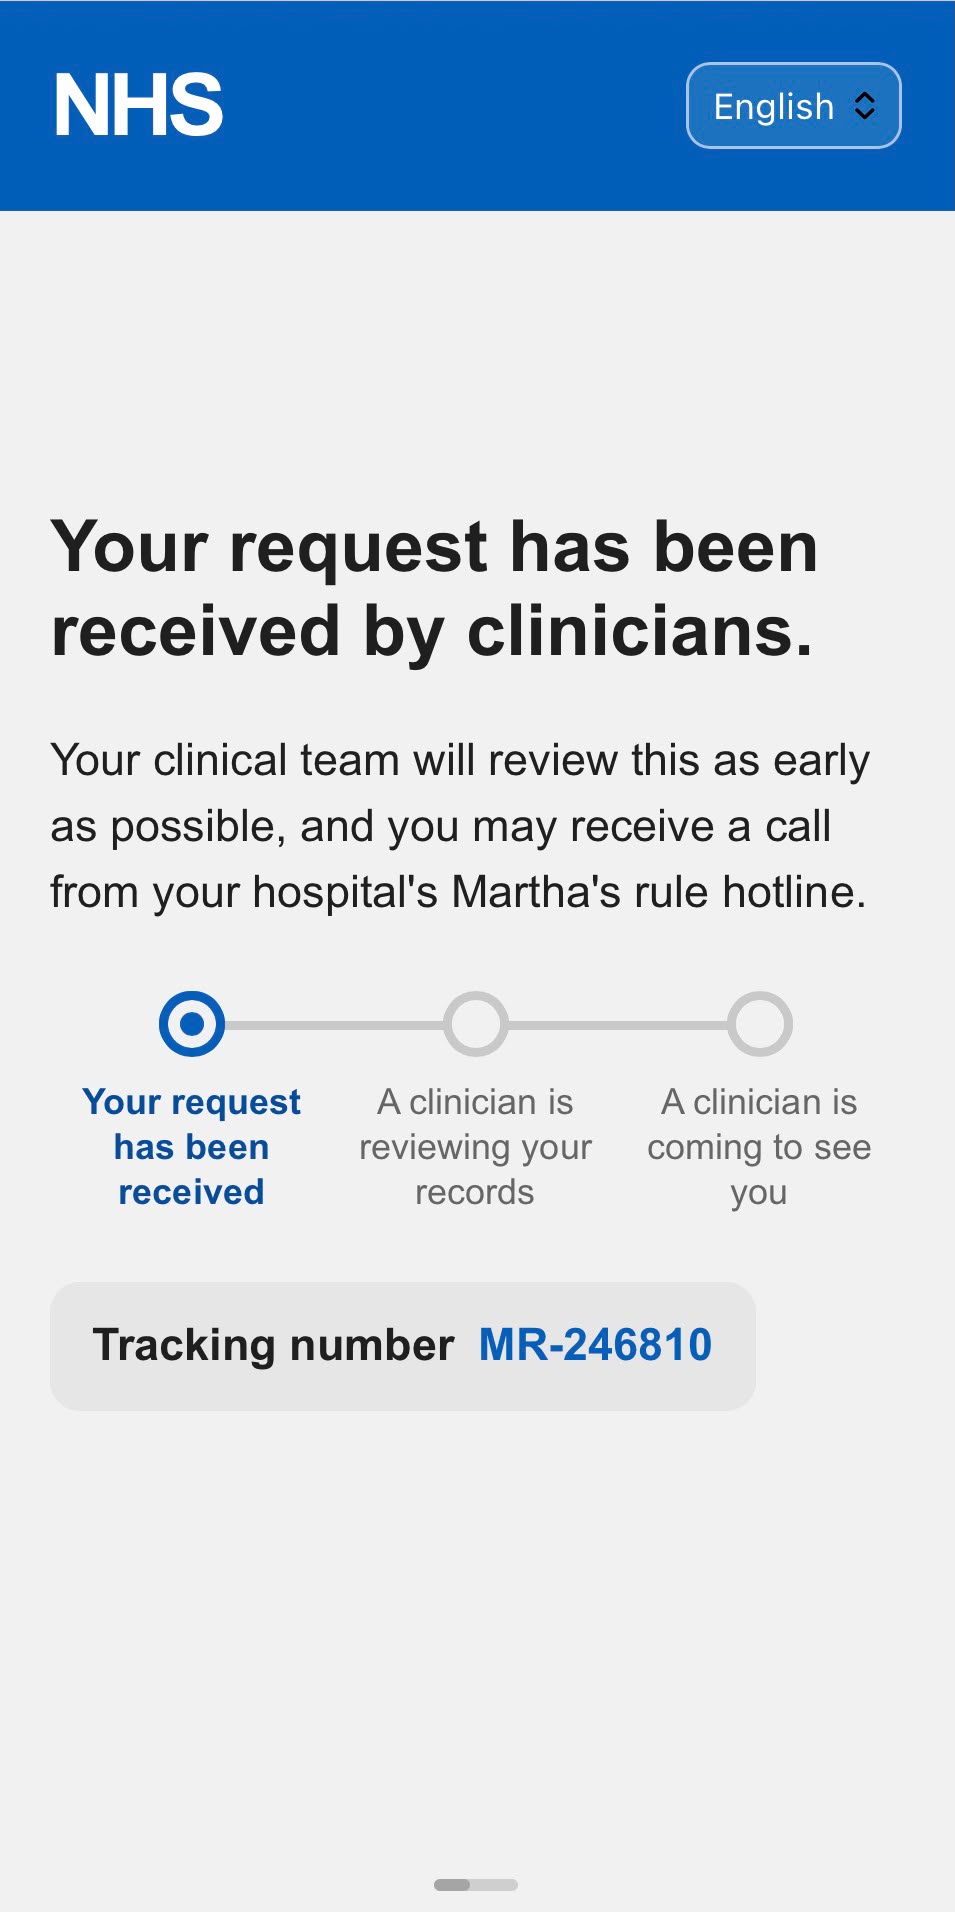 NHS
English
Your request has been
received by clinicians.
Your clinical team will review this as early
as possible, and you may receive a call
from your hospital's Martha's rule hotline.
Your request
has been
received
A clinician is
reviewing your
records
A clinician is
coming to see
you
Tracking number MR-246810